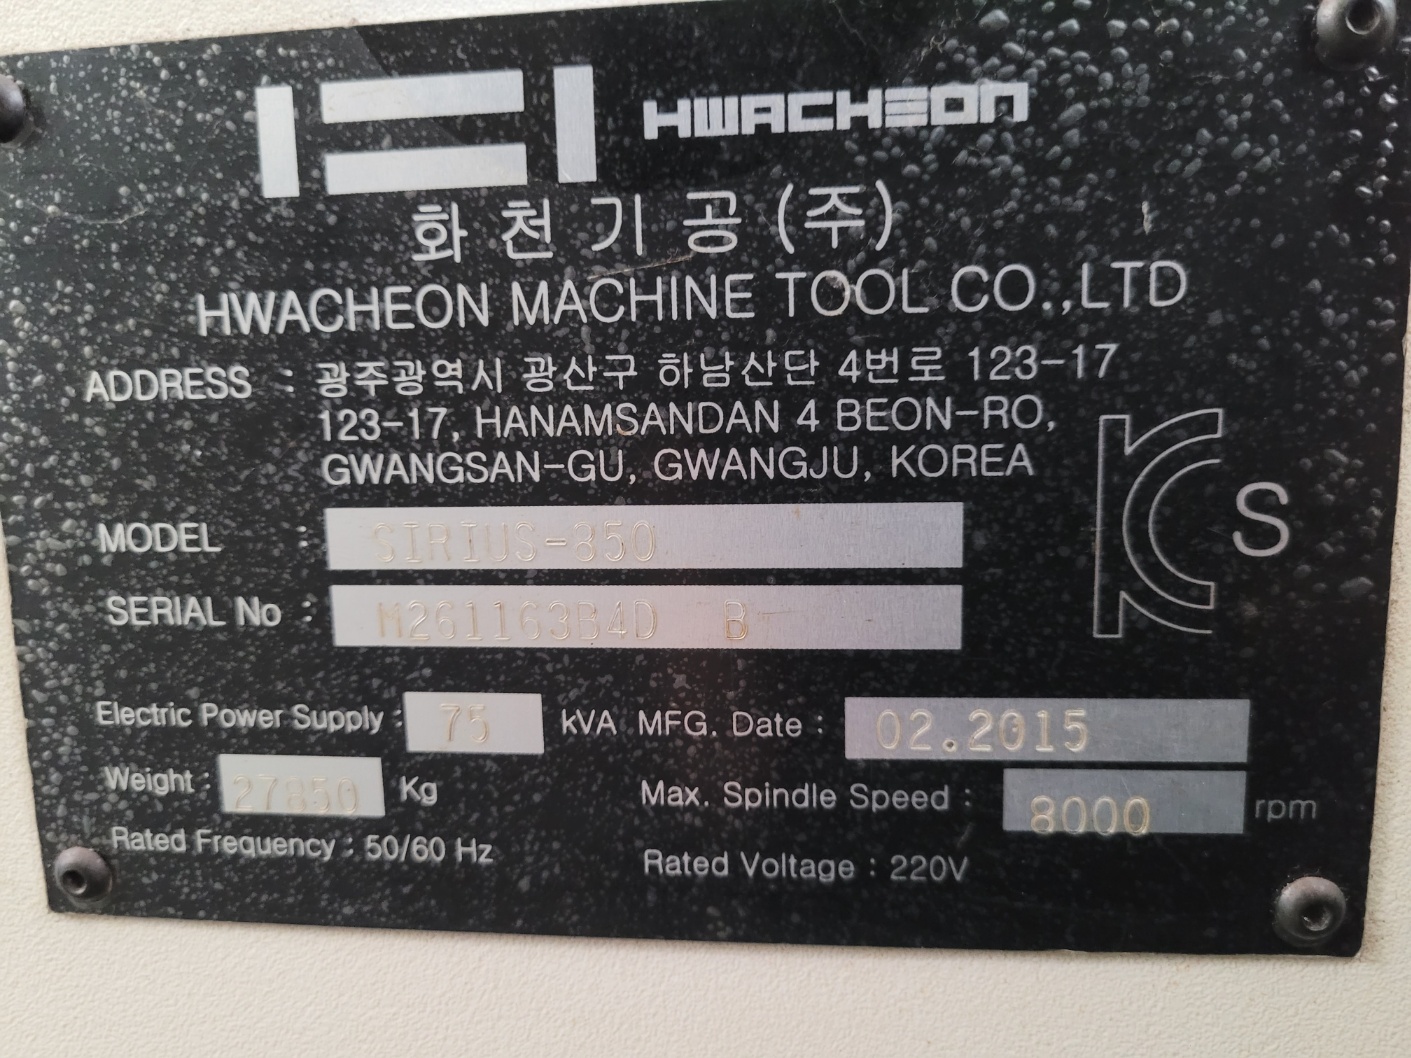 HWACHEON
화천기공(주)
HWACHEON MACHINE TOOL CO.,LTD
ADDRESS : 광주광역시 광산구 하남산단 4번로 123-17
123-17, HANAMSANDAN 4 BEON-RO,
GWANGSAN-GU, GWANGJU, KOREA
MODEL : SIRIUS-850
SERIAL No : M261163B4D B
KC S
Electric Power Supply : 75 kVA MFG. Date : 02.2015
Weight : 27850 Kg Max. Spindle Speed : 8000 rpm
Rated Frequency : 50/60 Hz Rated Voltage : 220V